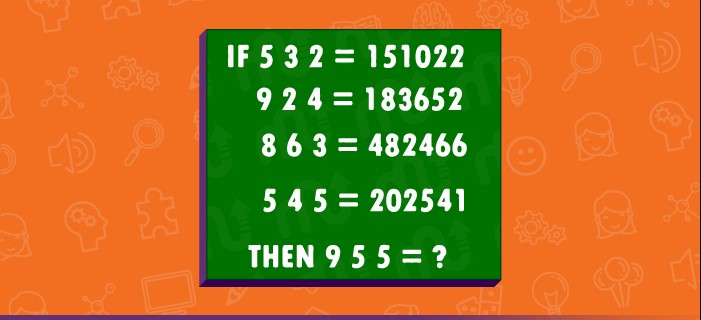 IF 5 3 2 = 151022
9 2 4 = 183652
8 6 3 = 482466
5 4 5 = 202541
THEN 9 5 5 = ?